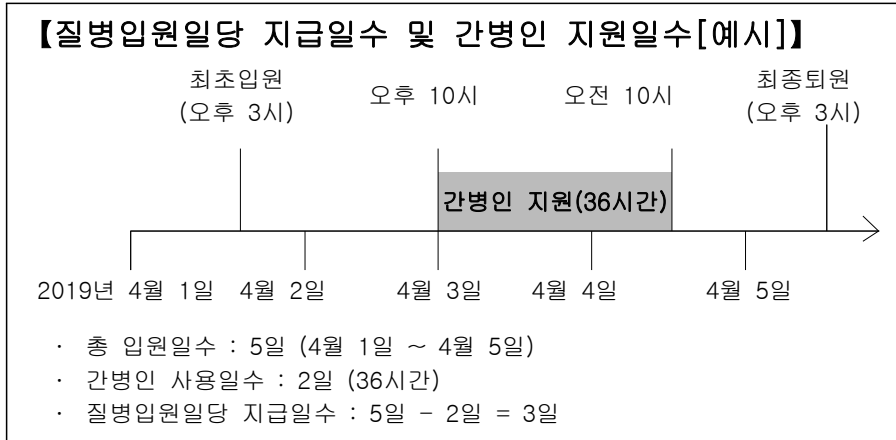 【질병입원일당 지급일수 및 간병인 지원일수[예시]】
최초입원
(오후 3시)
오후 10시
오전 10시
최종퇴원
(오후 3시)
간병인 지원(36시간)
2019년 4월 1일 4월 2일 4월 3일 4월 4일 4월 5일
· 총 입원일수 : 5일 (4월 1일 ~ 4월 5일)
· 간병인 사용일수 : 2일 (36시간)
· 질병입원일당 지급일수 : 5일 - 2일 = 3일